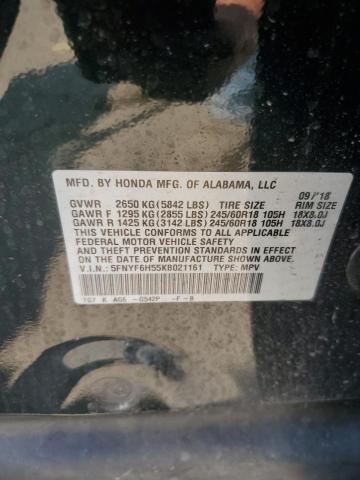 MFD. BY HONDA MFG. OF ALABAMA, LLC 09/'18
GVWR 2650 KG(5842 LBS) TIRE SIZE RIM SIZE
GAWR F 1295 KG(2855 LBS)245/60R18 105H 18X8.0J
GAWR R 1425 KG(3142 LBS)245/60R18 105H 18X8.0J
THIS VEHICLE CONFORMS TO ALL APPLICABLE
FEDERAL MOTOR VEHICLE SAFETY STANDARDS IN EFFECT
ON THE DATE OF MANUFACTURE SHOWN ABOVE.
V.I.N.: 5FNYF6H55KB021161 TYPE: MPV
TG7 K AG6 -G542P -F-B